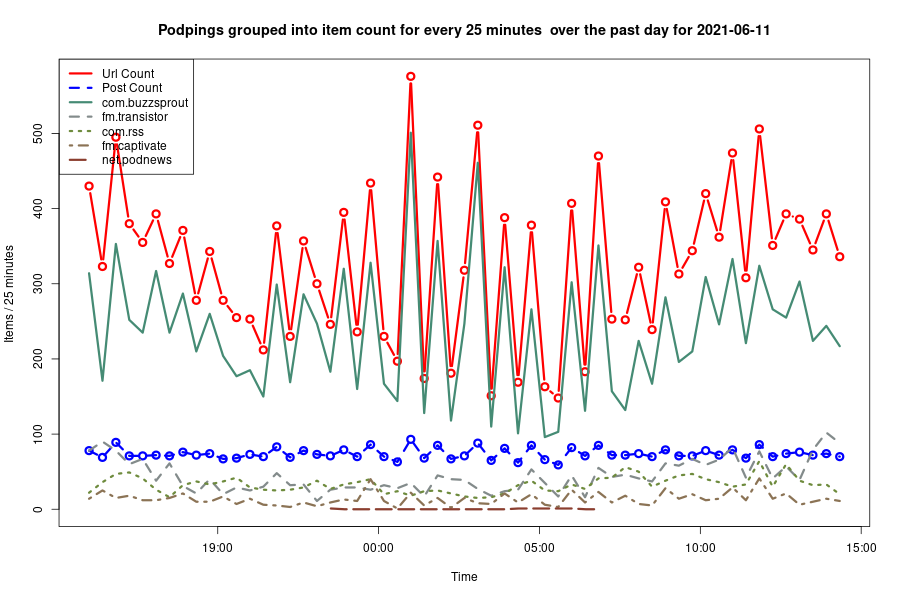 Podpings grouped into item count for every 25 minutes  over the past day for 2021-06-11
Url Count
Post Count
com.buzzsprout
fm.transistor
com.rss
fm.captivate
net.podnews
Items / 25 minutes
500
400
300
200
100
0
19:00 00:00 05:00 10:00 15:00
Time